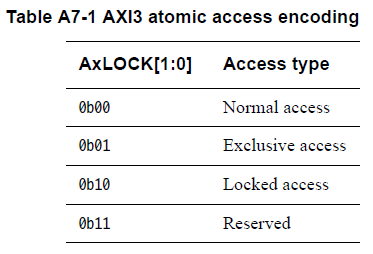 Table A7-1 AXI3 atomic access encoding
AxLOCK[1:0] Access type
0b00 Normal access
0b01 Exclusive access
0b10 Locked access
0b11 Reserved